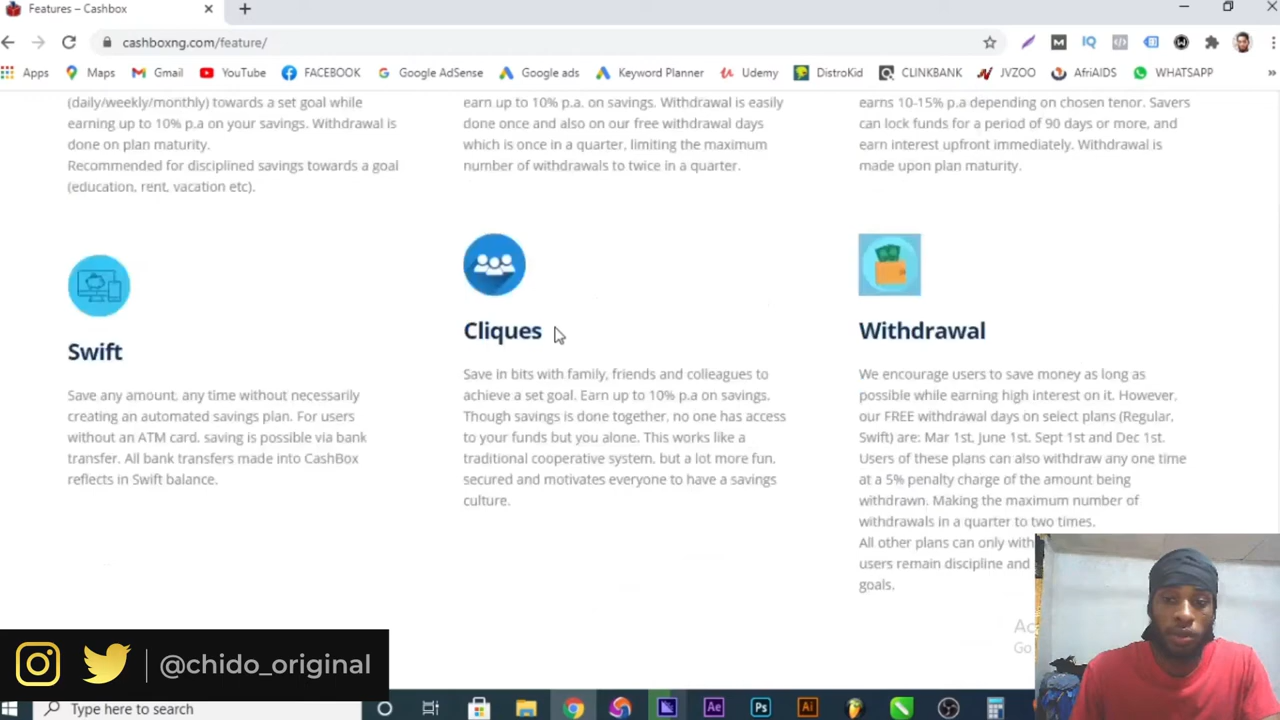 Features – Cashbox
cashboxng.com/feature/
Apps Maps Gmail YouTube FACEBOOK Google AdSense Google ads Keyword Planner Udemy DistroKid CLINKBANK JVZOO AfriAIDS WHATSAPP »
(daily/weekly/monthly) towards a set goal while
earning up to 10% p.a on your savings. Withdrawal is
done on plan maturity.
Recommended for disciplined savings towards a goal
(education, rent, vacation etc).
earn up to 10% p.a. on savings. Withdrawal is easily
done once and also on our free withdrawal days
which is once in a quarter, limiting the maximum
number of withdrawals to twice in a quarter.
earns 10-15% p.a depending on chosen tenor. Savers
can lock funds for a period of 90 days or more, and
earn interest upfront immediately. Withdrawal is
made upon plan maturity.
Swift
Save any amount, any time without necessarily
creating an automated savings plan. For users
without an ATM card, saving is possible via bank
transfer. All bank transfers made into CashBox
reflects in Swift balance.
Cliques
Save in bits with family, friends and colleagues to
achieve a set goal. Earn up to 10% p.a on savings.
Though savings is done together, no one has access
to your funds but you alone. This works like a
traditional cooperative system, but a lot more fun,
secured and motivates everyone to have a savings
culture.
Withdrawal
We encourage users to save money as long as
possible while earning high interest on it. However,
our FREE withdrawal days on select plans (Regular,
Swift) are: Mar 1st, June 1st, Sept 1st and Dec 1st.
Users of these plans can also withdraw any one time
at a 5% penalty charge of the amount being
withdrawn. Making the maximum number of
withdrawals in a quarter to two times.
All other plans can only with
users remain discipline and
goals.
Ac
Go
@chido_original
Type here to search
Ae
Ps
Ai